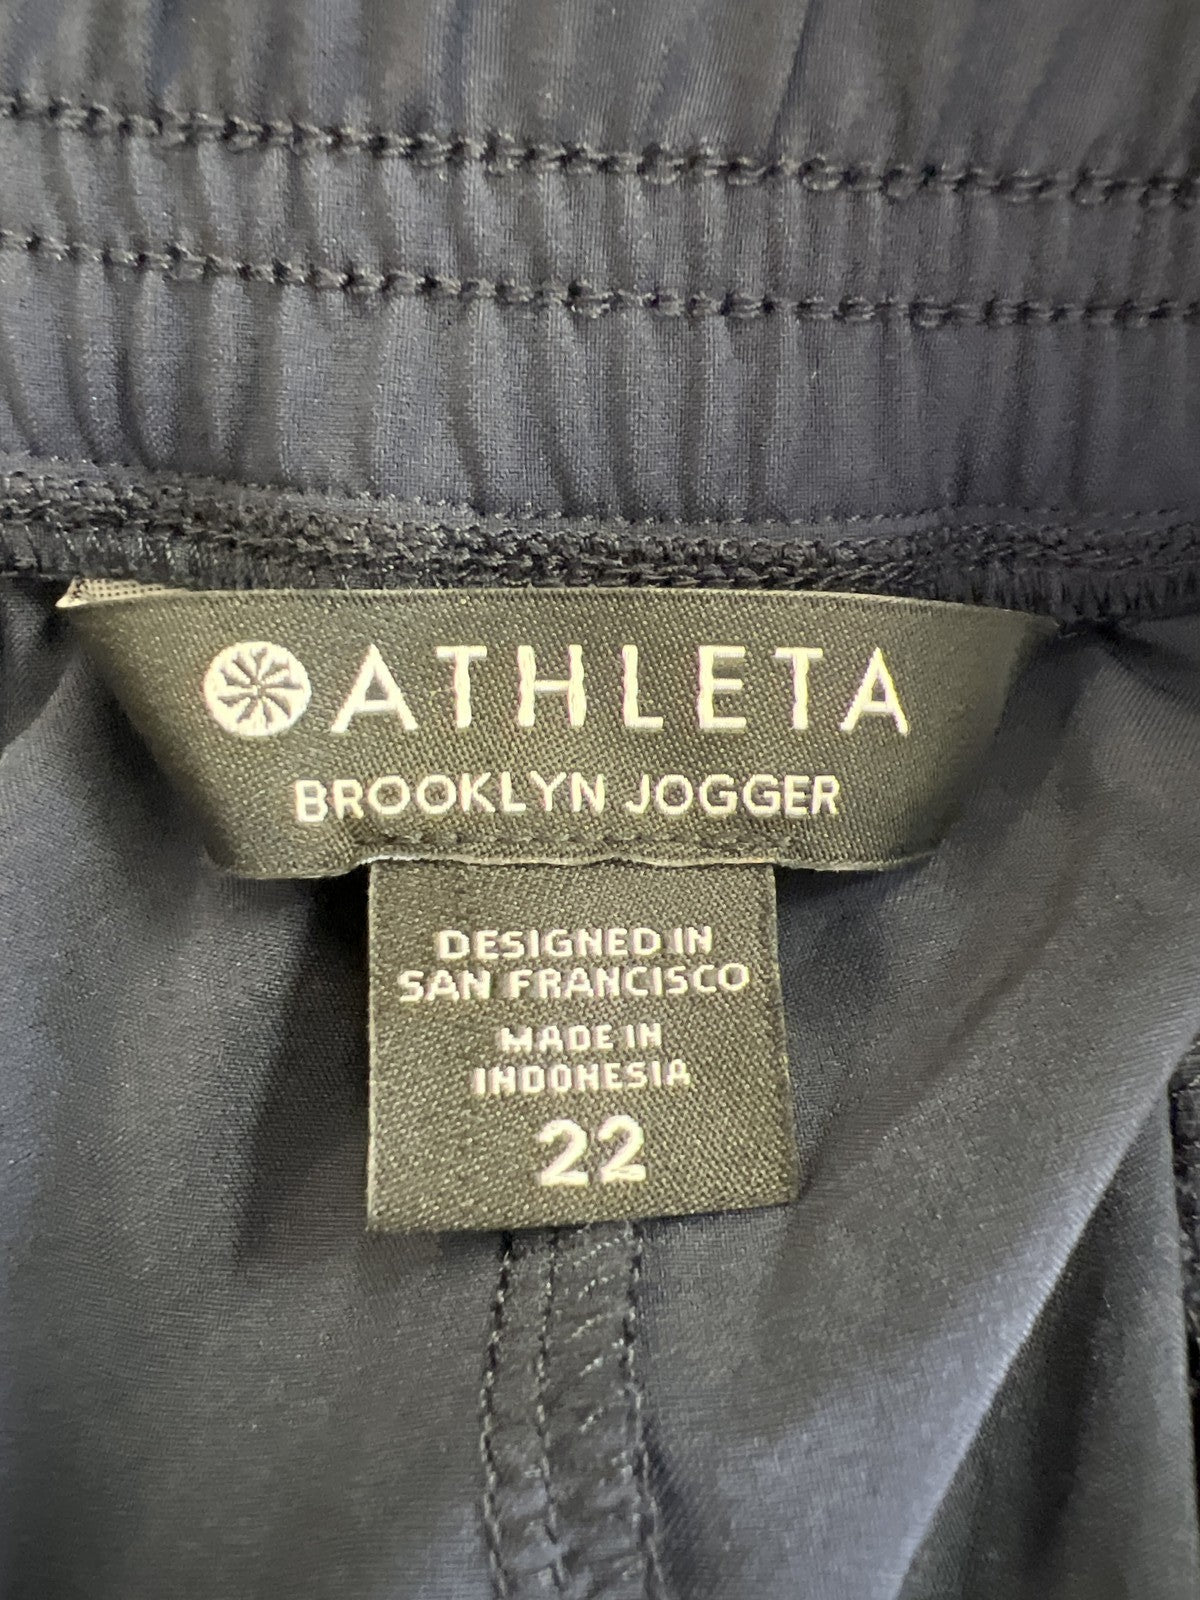 ATHLETA
BROOKLYN JOGGER
DESIGNED IN
SAN FRANCISCO
MADE IN
INDONESIA
22